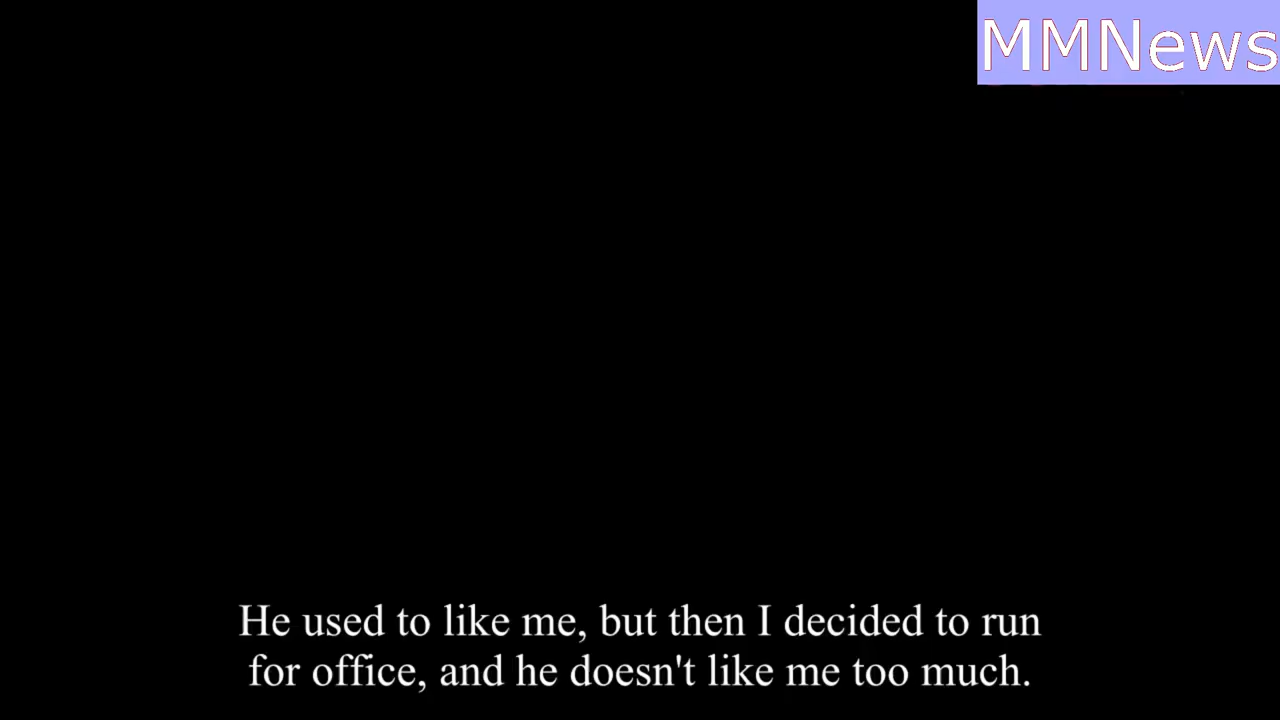 MMNews
He used to like me, but then I decided to run
for office, and he doesn't like me too much.